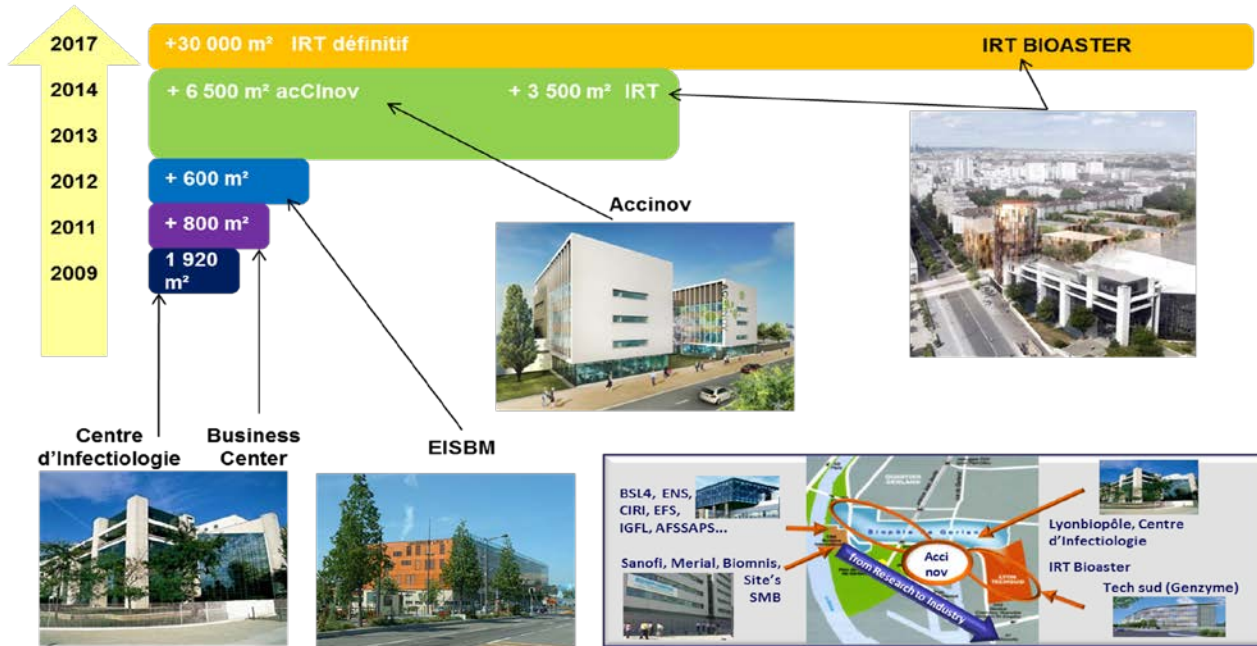 2017
+30 000 m² IRT définitif
IRT BIOASTER
2014
+ 6 500 m² acCInov
+ 3 500 m² IRT
2013
2012
+ 600 m²
2011
+ 800 m²
2009
1 920
m²
Accinov
Centre
d'Infectiologie
Business
Center
EISBM
BSL4, ENS,
CIRI, EFS,
IGFL, AFSSAPS...
Sanofi, Merial, Biomnis,
Site's
SMB
Acci
nov
from Research to Industry
Lyonbiopôle, Centre
d'Infectiologie
IRT Bioaster
Tech sud (Genzyme)